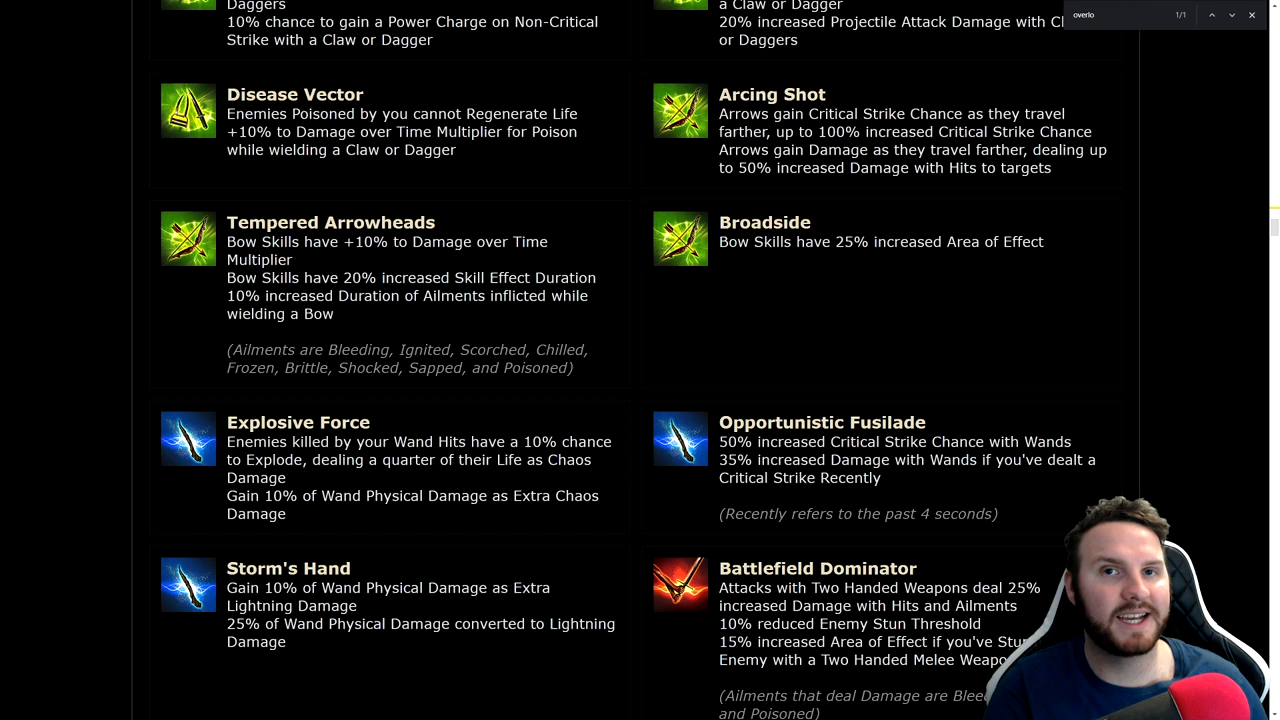 Daggers
10% chance to gain a Power Charge on Non-Critical
Strike with a Claw or Dagger
a Claw or Dagger
20% increased Projectile Attack Damage with
or Daggers
overlo
1/1
Disease Vector
Enemies Poisoned by you cannot Regenerate Life
+10% to Damage over Time Multiplier for Poison
while wielding a Claw or Dagger
Arcing Shot
Arrows gain Critical Strike Chance as they travel
farther, up to 100% increased Critical Strike Chance
Arrows gain Damage as they travel farther, dealing up
to 50% increased Damage with Hits to targets
Tempered Arrowheads
Bow Skills have +10% to Damage over Time
Multiplier
Bow Skills have 20% increased Skill Effect Duration
10% increased Duration of Ailments inflicted while
wielding a Bow
(Ailments are Bleeding, Ignited, Scorched, Chilled,
Frozen, Brittle, Shocked, Sapped, and Poisoned)
Broadside
Bow Skills have 25% increased Area of Effect
Explosive Force
Enemies killed by your Wand Hits have a 10% chance
to Explode, dealing a quarter of their Life as Chaos
Damage
Gain 10% of Wand Physical Damage as Extra Chaos
Damage
Opportunistic Fusilade
50% increased Critical Strike Chance with Wands
35% increased Damage with Wands if you've dealt a
Critical Strike Recently
(Recently refers to the past 4 seconds)
Storm's Hand
Gain 10% of Wand Physical Damage as Extra
Lightning Damage
25% of Wand Physical Damage converted to Lightning
Damage
Battlefield Dominator
Attacks with Two Handed Weapons deal 25%
increased Damage with Hits and Ailments
10% reduced Enemy Stun Threshold
15% increased Area of Effect if you've
Enemy with a Two Handed Melee
(Ailments that deal Damage are
and Poisoned)